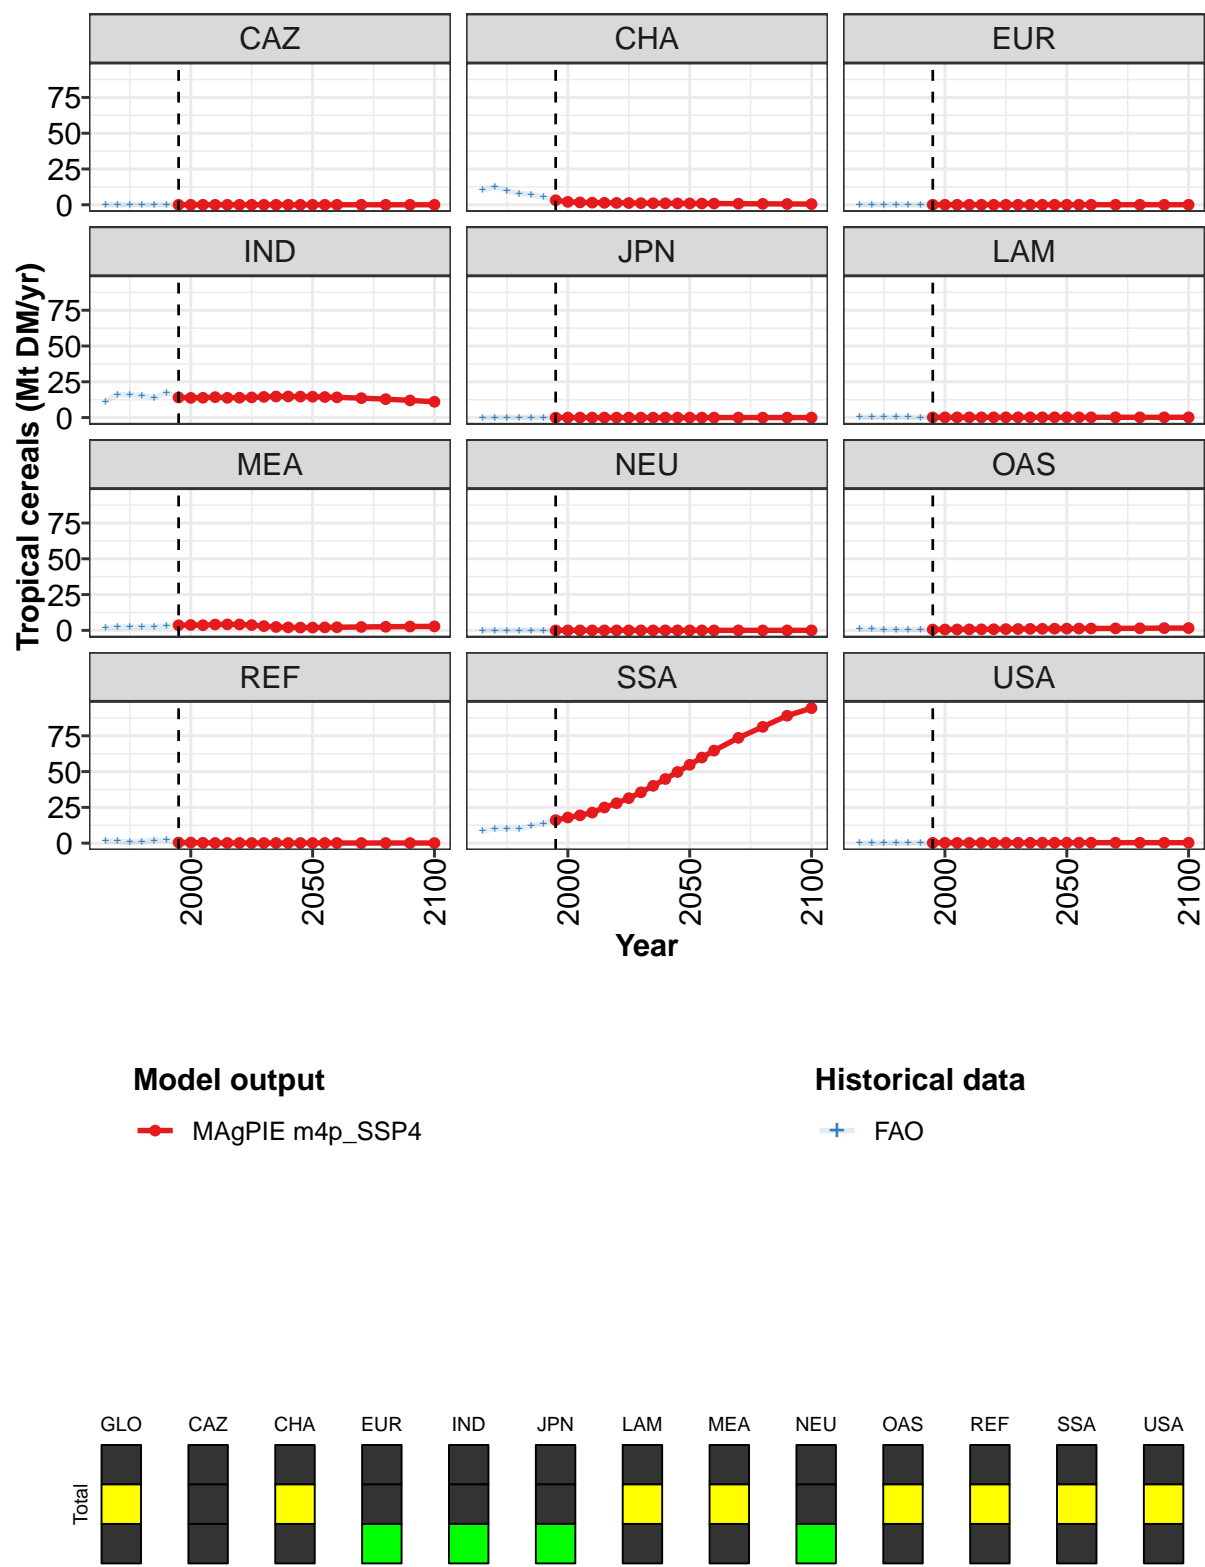 CAZ CHA EUR
75
50
25
0
IND JPN LAM
75
50
25
0
MEA NEU OAS
75
50
25
0
REF SSA USA
75
50
25
0
Tropical cereals (Mt DM/yr)
2000 2050 2100 2000 2050 2100 2000 2050 2100
Year
Model output Historical data
MAgPIE m4p_SSP4 FAO
GLO CAZ CHA EUR IND JPN LAM MEA NEU OAS REF SSA USA
Total